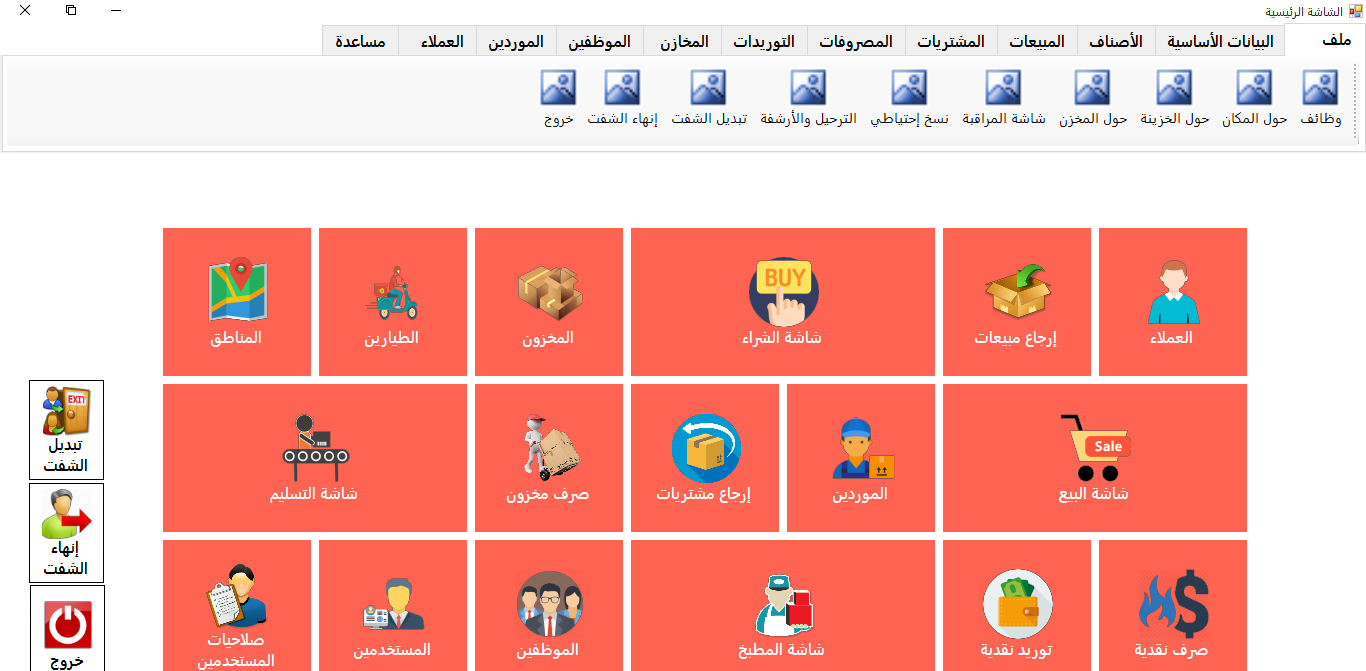 الشاشة الرئيسية
ملف
البيانات الأساسية
الأصناف
المبيعات
المشتريات
المصروفات
التوريدات
المخازن
الموظفين
الموردين
العملاء
مساعدة
وظائف
حول المكان
حول الخزينة
حول المخزن
شاشة المراقبة
نسخ إحتياطي
الترحيل والأرشفة
تبديل الشفت
إنهاء الشفت
خروج
العملاء
إرجاع مبيعات
BUY
شاشة الشراء
المخزون
الطيارين
المناطق
Sale
شاشة البيع
الموردين
إرجاع مشتريات
صرف مخزون
شاشة التسليم
صرف نقدية
توريد نقدية
شاشة المطبخ
الموظفين
المستخدمين
صلاحيات
المستخدمين
EXIT
تبديل
الشفت
إنهاء
الشفت
خروج